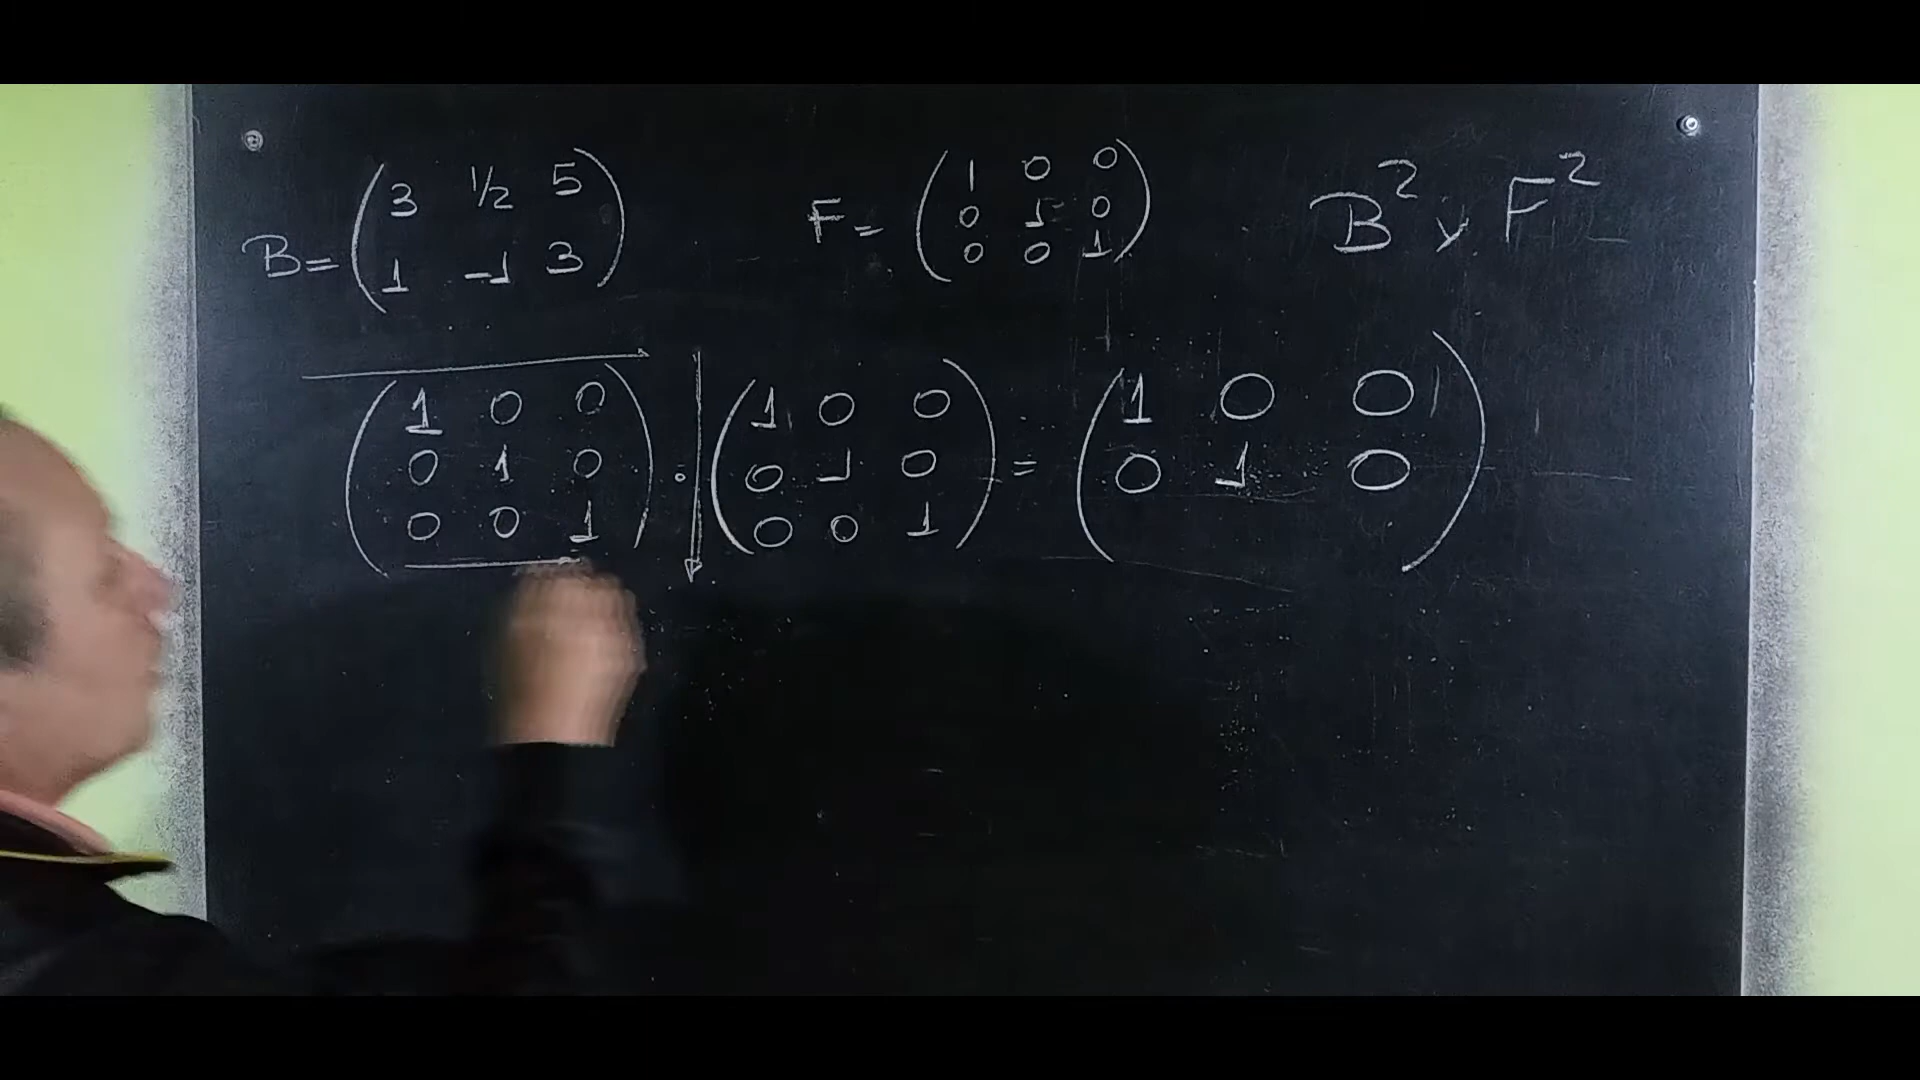 B= (3 1/2 5
1 -1 3)
F= (1 0 0
0 1 0
0 0 1)
B² y F²
(1 0 0
0 1 0
0 0 1) . (1 0 0
0 1 0
0 0 1) = (1 0 0
0 1 0)